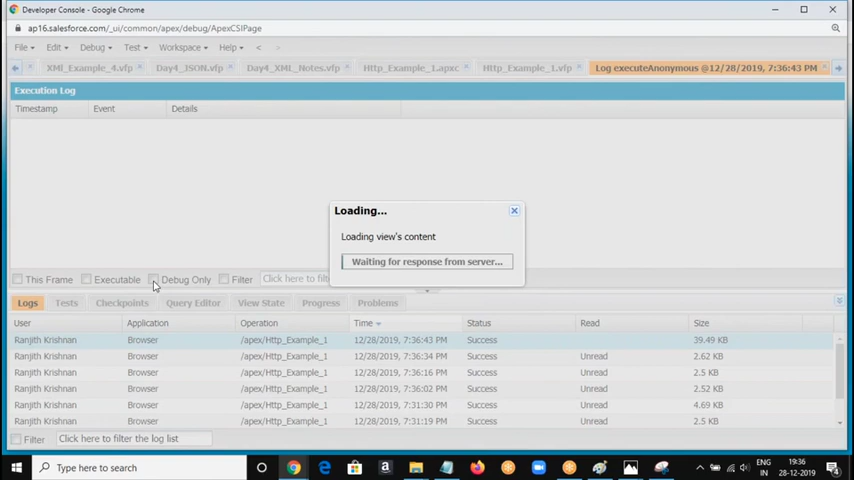 Developer Console - Google Chrome
ap16.salesforce.com/_ui/common/apex/debug/ApexCSIPage
File Edit Debug Test Workspace Help < >
XMl_Example_4.vfp Day4_JSON.vfp Day4_XML_Notes.vfp Http_Example_1.apxc Http_Example_1.vfp Log executeAnonymous @12/28/2019, 7:36:43 PM
Execution Log
Timestamp Event Details
Loading...
Loading view's content
Waiting for response from server...
This Frame Executable Debug Only Filter Click here to filt
Logs Tests Checkpoints Query Editor View State Progress Problems
User Application Operation Time Status Read Size
Ranjith Krishnan Browser /apex/Http_Example_1 12/28/2019, 7:36:43 PM Success 39.49 KB
Ranjith Krishnan Browser /apex/Http_Example_1 12/28/2019, 7:36:34 PM Success Unread 2.62 KB
Ranjith Krishnan Browser /apex/Http_Example_1 12/28/2019, 7:36:16 PM Success Unread 2.5 KB
Ranjith Krishnan Browser /apex/Http_Example_1 12/28/2019, 7:36:02 PM Success Unread 2.52 KB
Ranjith Krishnan Browser /apex/Http_Example_1 12/28/2019, 7:31:30 PM Success Unread 4.69 KB
Ranjith Krishnan Browser /apex/Http_Example_1 12/28/2019, 7:31:19 PM Success Unread 2.5 KB
Filter Click here to filter the log list
Type here to search
ENG 19:36
IN 28-12-2019
4